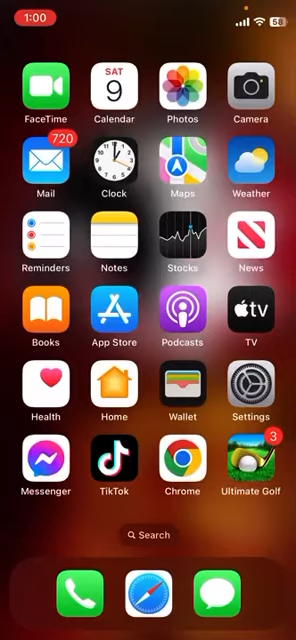 1:00
58
SAT
9
FaceTime Calendar Photos Camera
720
Mail Clock Maps Weather
Reminders Notes Stocks News
tv
Books App Store Podcasts TV
Health Home Wallet Settings
3
Messenger TikTok Chrome Ultimate Golf
Search